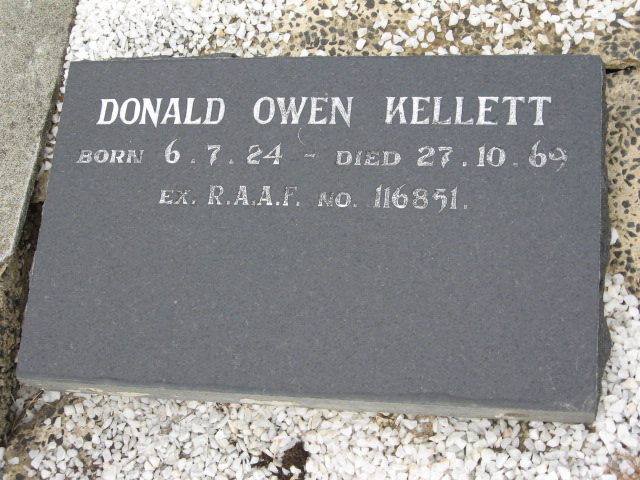 DONALD OWEN KELLETT
BORN 6.7.24 - DIED 27.10.69
EX. R.A.A.F. NO. 116851.